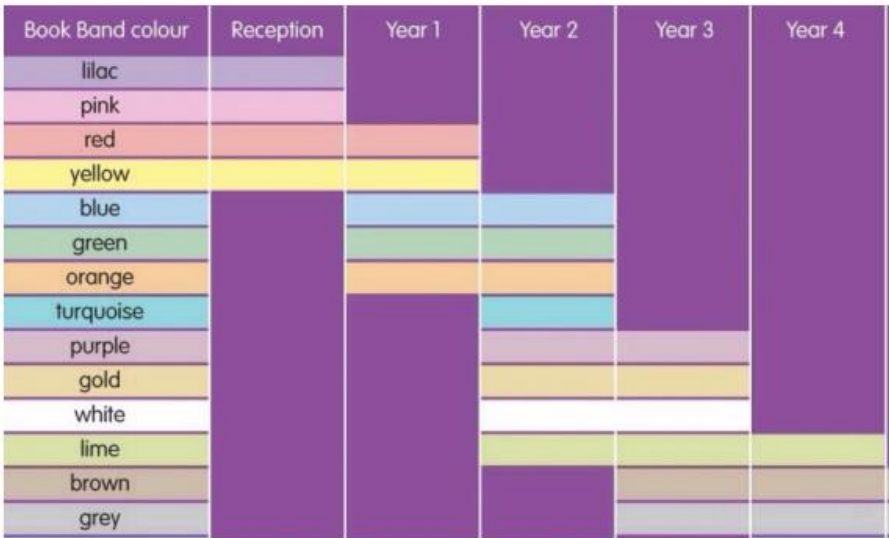 Book Band colour Reception Year 1 Year 2 Year 3 Year 4
lilac
pink
red
yellow
blue
green
orange
turquoise
purple
gold
white
lime
brown
grey